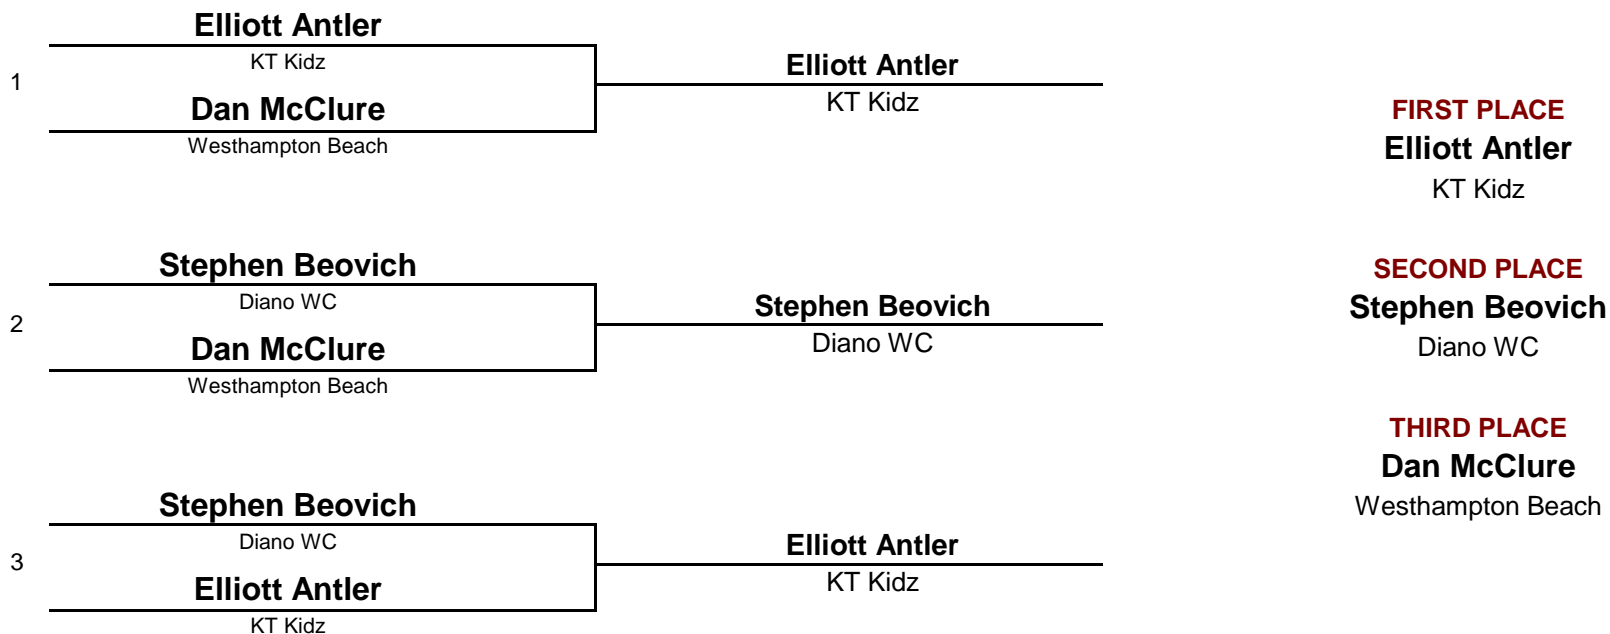 Elliott Antler
KT Kidz
1
Dan McClure
Westhampton Beach
Elliott Antler
KT Kidz
Stephen Beovich
Diano WC
2
Dan McClure
Westhampton Beach
Stephen Beovich
Diano WC
Stephen Beovich
Diano WC
3
Elliott Antler
KT Kidz
Elliott Antler
KT Kidz
FIRST PLACE
Elliott Antler
KT Kidz
SECOND PLACE
Stephen Beovich
Diano WC
THIRD PLACE
Dan McClure
Westhampton Beach